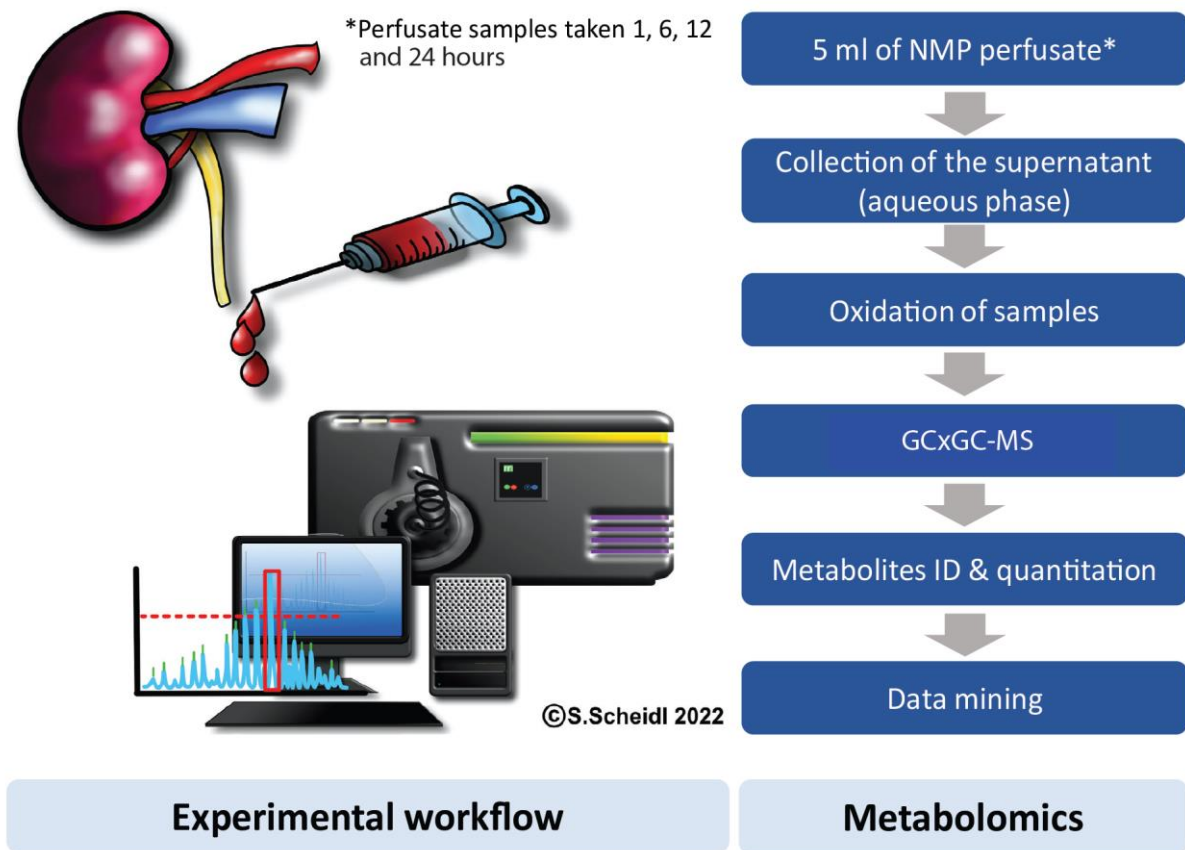 *Perfusate samples taken 1, 6, 12
and 24 hours
5 ml of NMP perfusate*
Collection of the supernatant
(aqueous phase)
Oxidation of samples
GCxGC-MS
Metabolites ID & quantitation
Data mining
©S.Scheidl 2022
Experimental workflow
Metabolomics